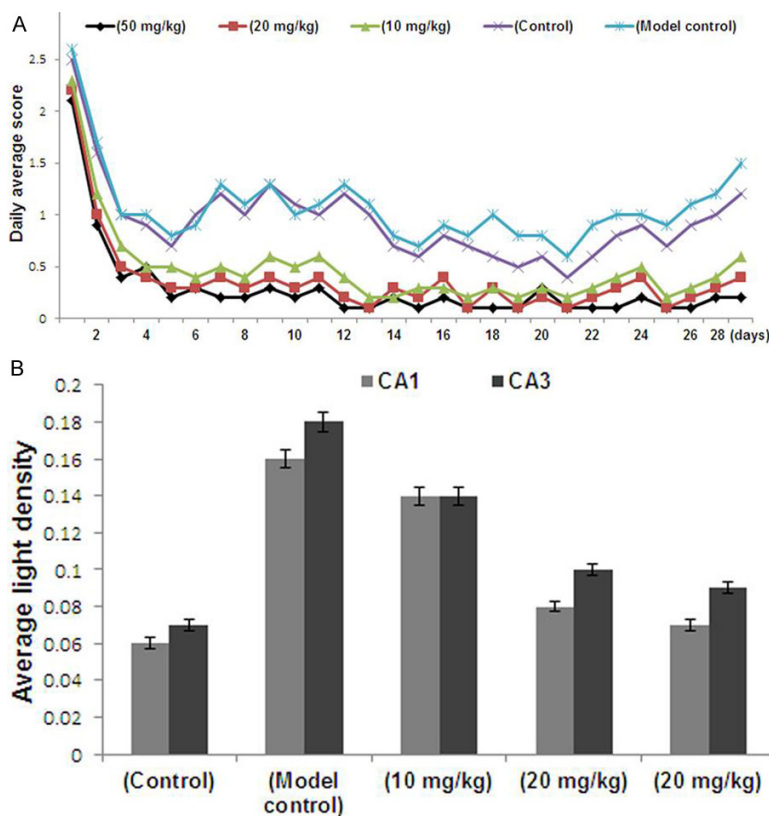 A
(50 mg/kg) (20 mg/kg) (10 mg/kg) (Control) (Model control)
Daily average score
2.5
2
1.5
1
0.5
0
2 4 6 8 10 12 14 16 18 20 22 24 26 28 (days)
B
CA1 CA3
Average light density
0.2
0.18
0.16
0.14
0.12
0.1
0.08
0.06
0.04
0.02
0
(Control) (Model control) (10 mg/kg) (20 mg/kg) (20 mg/kg)